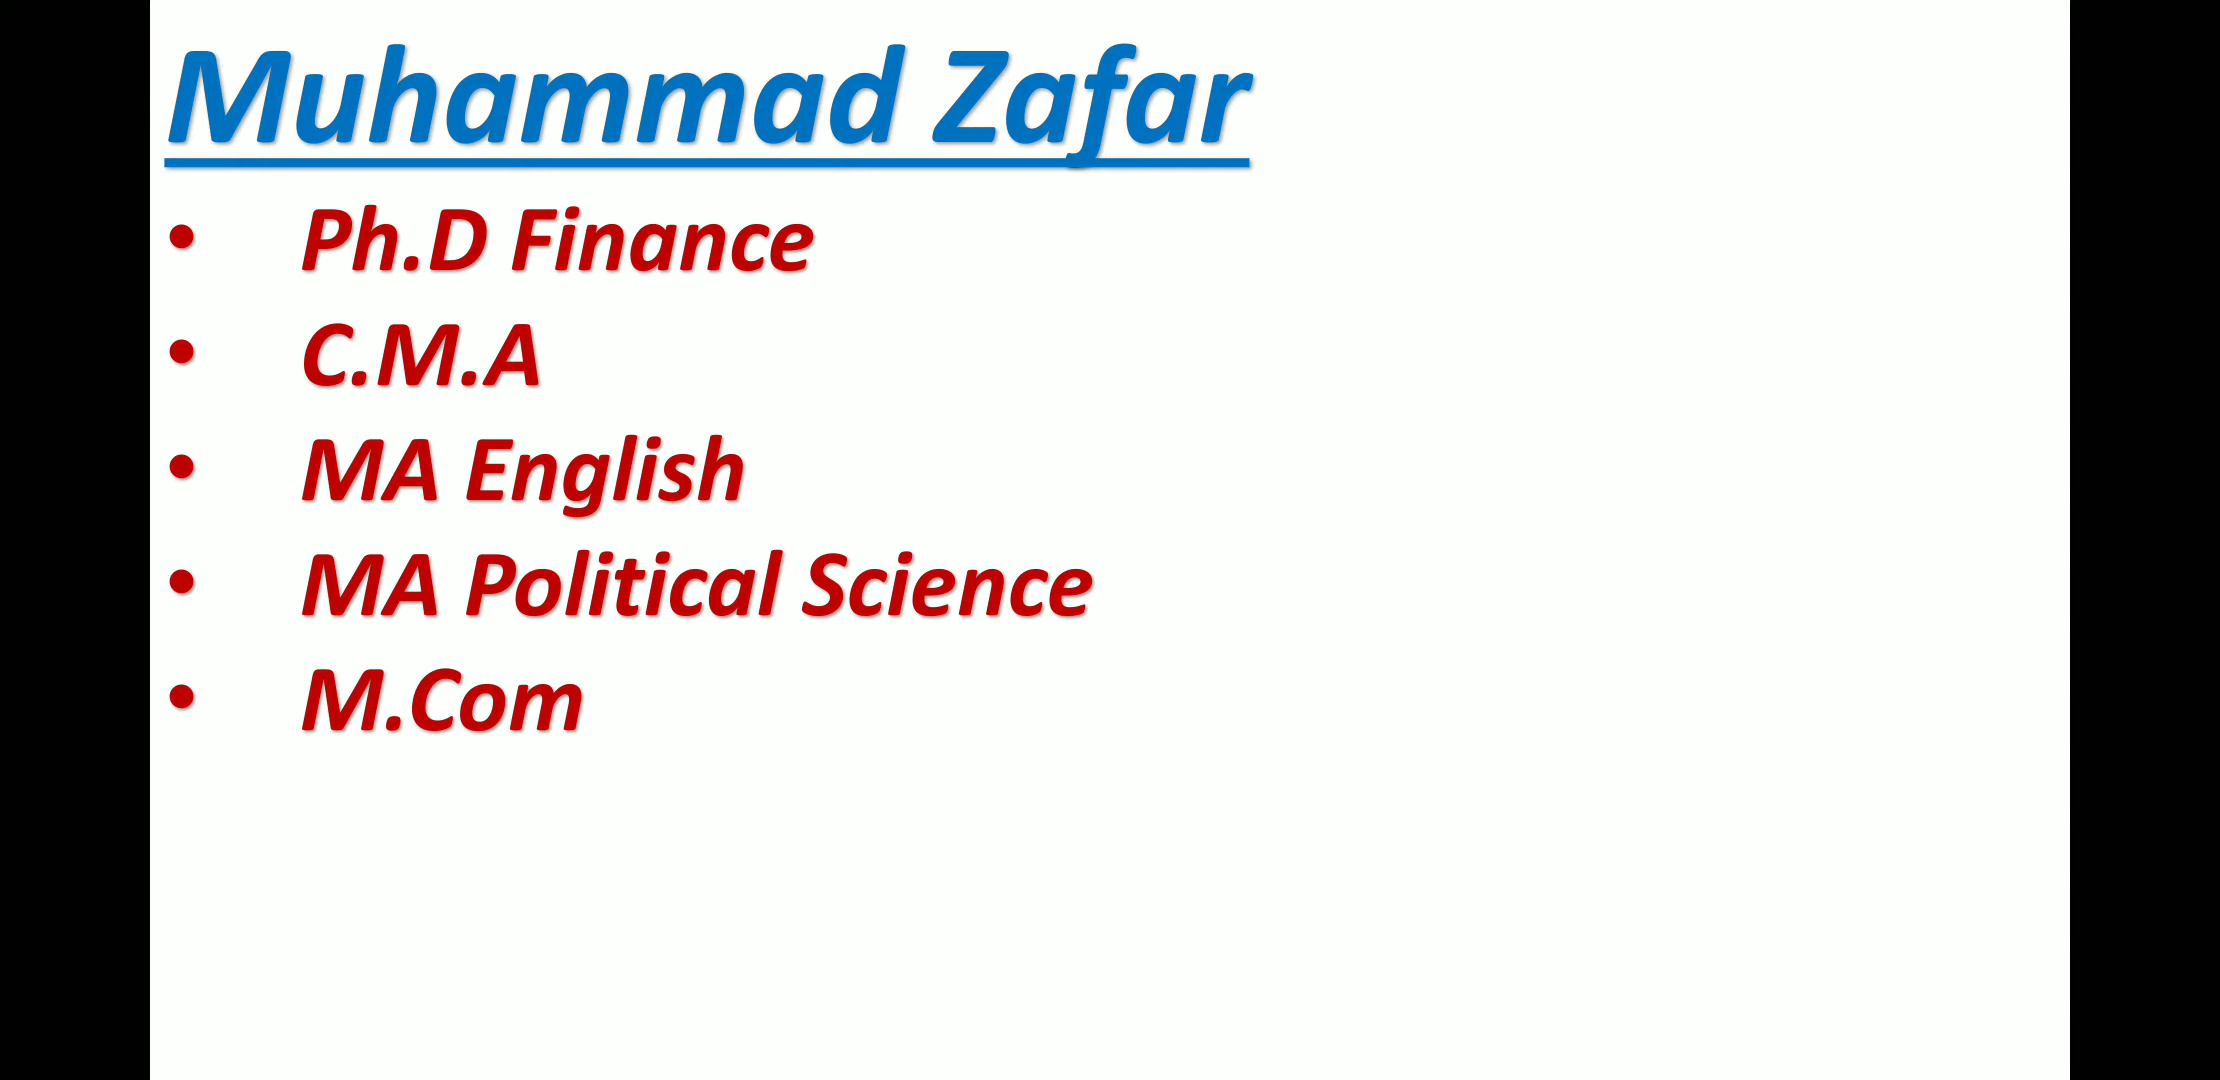 Muhammad Zafar
• Ph.D Finance
• C.M.A
• MA English
• MA Political Science
• M.Com